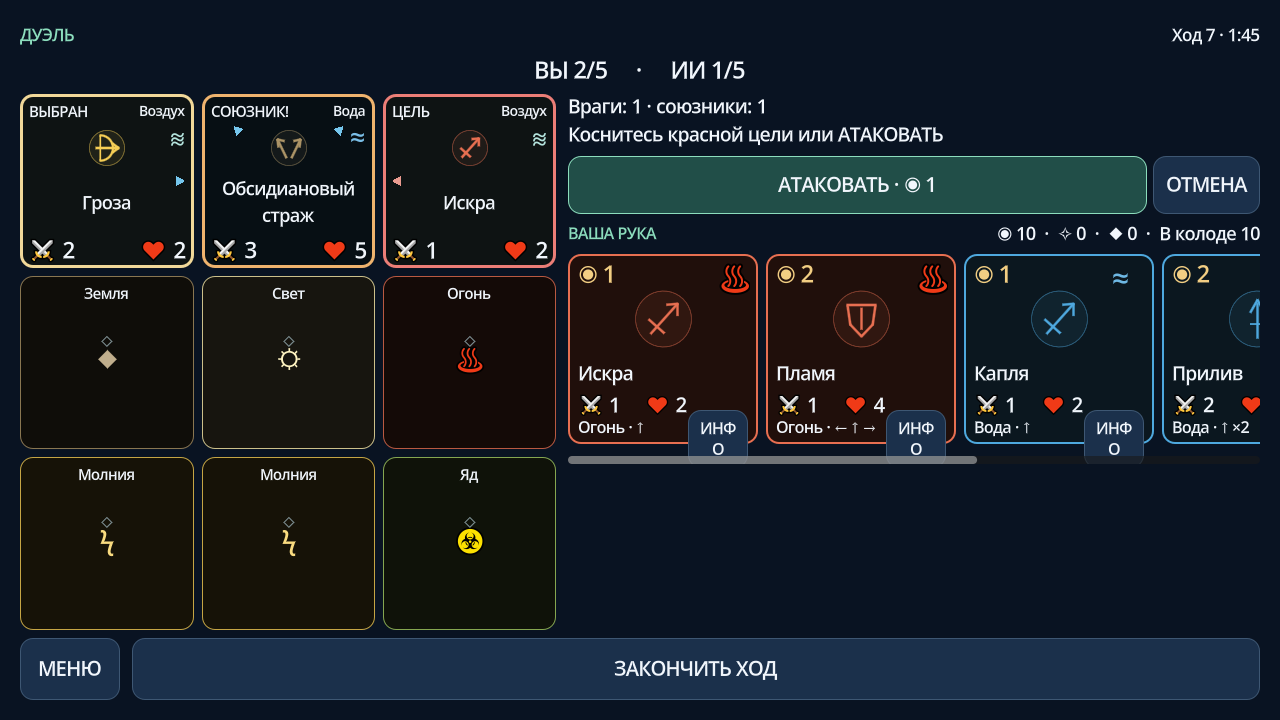 ДУЭЛЬ
Ход 7 · 1:45
ВЫ 2/5 · ИИ 1/5
ВЫБРАН Воздух
Гроза
2 2
СОЮЗНИК! Вода
Обсидиановый
страж
3 5
ЦЕЛЬ Воздух
Искра
1 2
Враги: 1 · союзники: 1
Коснитесь красной цели или АТАКОВАТЬ
АТАКОВАТЬ · ◉ 1
ОТМЕНА
ВАША РУКА
◉ 10 · ✧ 0 · ◆ 0 · В колоде 10
◉ 1
Искра
1 2
Огонь · ↑
ИНФ
О
◉ 2
Пламя
1 4
Огонь · ← ↑ →
ИНФ
О
◉ 1
Капля
1 2
Вода · ↑
ИНФ
О
◉ 2
Прилив
2
Вода · ↑ ×2
Земля
Свет
Огонь
Молния
Молния
Яд
МЕНЮ
ЗАКОНЧИТЬ ХОД